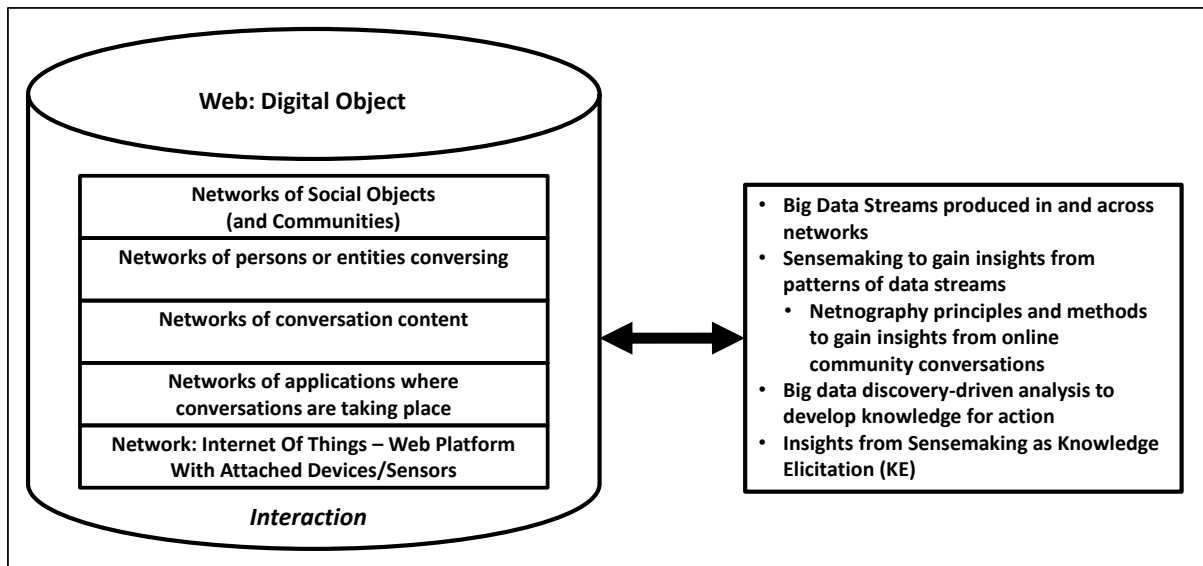 Web: Digital Object
Networks of Social Objects
(and Communities)
Networks of persons or entities conversing
Networks of conversation content
Networks of applications where
conversations are taking place
Network: Internet Of Things – Web Platform
With Attached Devices/Sensors
Interaction
• Big Data Streams produced in and across
networks
• Sensemaking to gain insights from
patterns of data streams
• Netnography principles and methods
to gain insights from online
community conversations
• Big data discovery-driven analysis to
develop knowledge for action
• Insights from Sensemaking as Knowledge
Elicitation (KE)